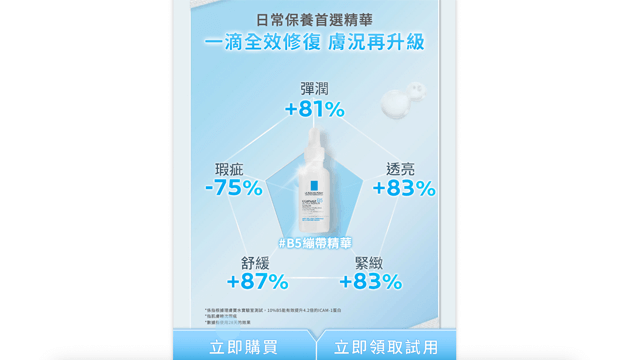 日常保養首選精華
一滴全效修復 膚況再升級
彈潤
+81%
瑕疵
-75%
透亮
+83%
#B5繃帶精華
舒緩
+87%
緊緻
+83%
立即購買
立即領取試用